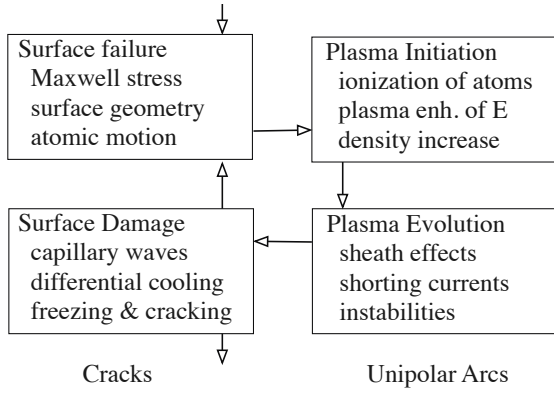 Surface failure
Maxwell stress
surface geometry
atomic motion
Plasma Initiation
ionization of atoms
plasma enh. of E
density increase
Surface Damage
capillary waves
differential cooling
freezing & cracking
Plasma Evolution
sheath effects
shorting currents
instabilities
Cracks
Unipolar Arcs